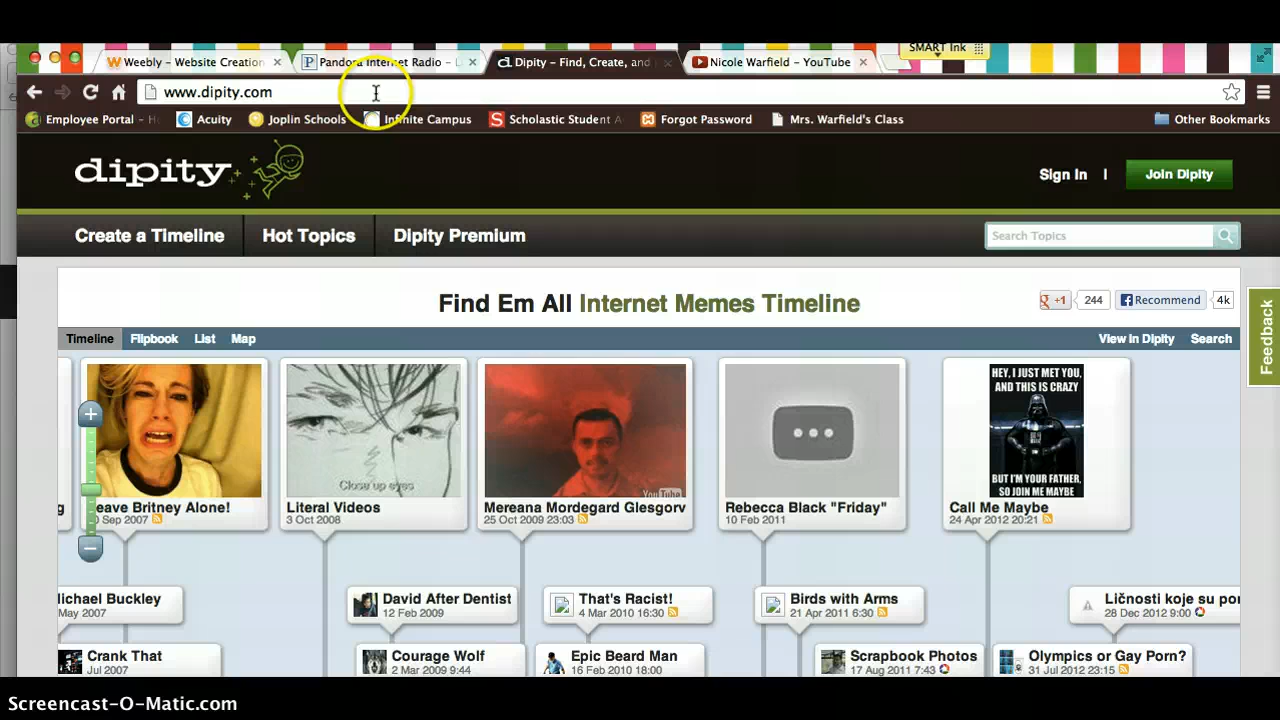 SMART Ink
Weebly - Website Creation
Pandora Internet Radio - L
Dipity - Find, Create, and
Nicole Warfield - YouTube
www.dipity.com
Employee Portal - H
Acuity
Joplin Schools
Infinite Campus
Scholastic Student A
Forgot Password
Mrs. Warfield's Class
Other Bookmarks
dipity
Sign In |
Join Dipity
Create a Timeline
Hot Topics
Dipity Premium
Search Topics
Find Em All Internet Memes Timeline
+1 244
Recommend 4k
Feedback
Timeline Flipbook List Map
View in Dipity Search
HEY, I JUST MET YOU,
AND THIS IS CRAZY
BUT I'M YOUR FATHER,
SO JOIN ME MAYBE
Close up eyes
YouTube
g
eave Britney Alone!
Sep 2007
Literal Videos
3 Oct 2008
Mereana Mordegard Glesgorv
25 Oct 2009 23:03
Rebecca Black "Friday"
10 Feb 2011
Call Me Maybe
24 Apr 2012 20:21
lichael Buckley
May 2007
David After Dentist
12 Feb 2009
That's Racist!
4 Mar 2010 16:30
Birds with Arms
21 Apr 2011 6:30
Ličnosti koje su por
28 Dec 2012 9:00
Crank That
Jul 2007
Courage Wolf
2 Mar 2009 9:44
Epic Beard Man
16 Feb 2010 18:00
Scrapbook Photos
17 Aug 2011 7:43
Olympics or Gay Porn?
31 Jul 2012 23:15
Screencast-O-Matic.com